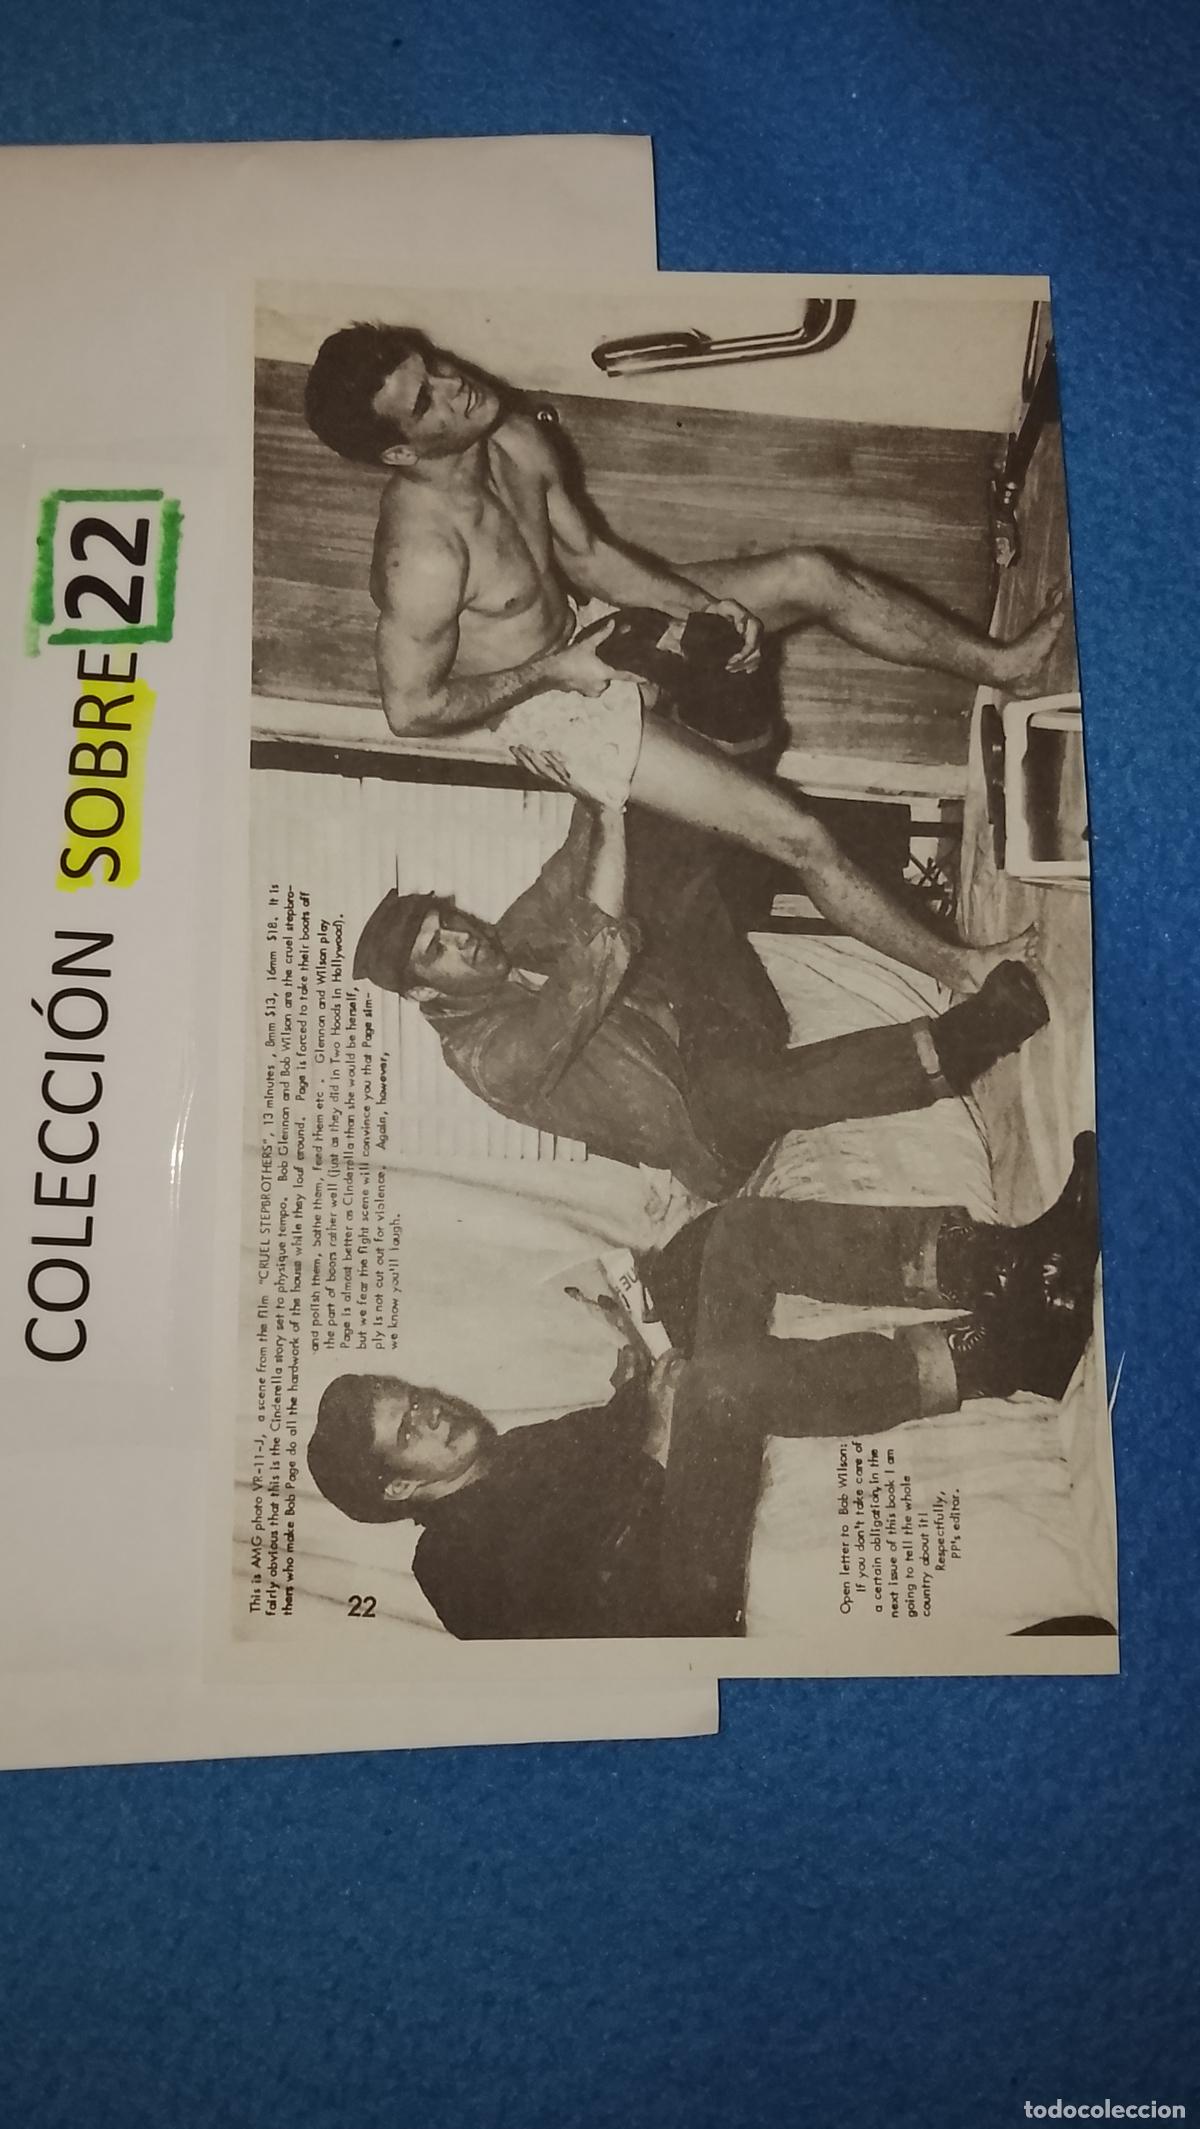 COLECCIÓN SOBRE 22
This is AMG photo VR-11-J, a scene from the film "CRUEL STEPBROTHERS", 13 minutes, 8mm $13, 16mm $18. It is
fairly obvious that this is the Cinderella story set to physique tempo. Bob Glennon and Bob Wilson are the cruel stepbro-
thers who make Bob Page do all the hardwork of the house while they louf around. Page is forced to take their boots off
and polish them, bathe them, feed them etc. Glennon and Wilson play
the part of boors rather well (just as they did in Two Hoods in Hollywood).
Page is almost better as Cinderella than she would be herself,
but we fear the fight scene will convince you that Page sim-
ply is not cut out for violence. Again, however,
we know you'll laugh.
22
Open letter to Bob Wilson:
If you don't take care of
a certain obligation, in the
next issue of this book I am
going to tell the whole
country about it!
Respectfully,
PP's editor.
todocoleccion